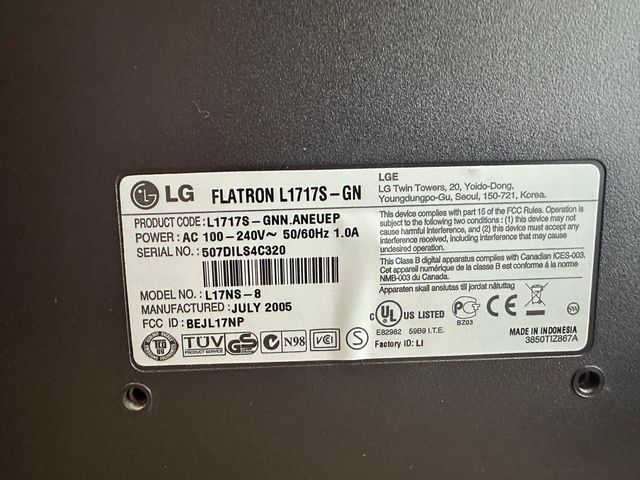 LG FLATRON L1717S-GN
PRODUCT CODE: L1717S-GNN.ANEUEP
POWER: AC 100-240V~ 50/60Hz 1.0A
SERIAL NO.: 507DILS4C320
MODEL NO.: L17NS-8
MANUFACTURED: JULY 2005
FCC ID: BEJL17NP
TÜV
PRODUCT SERVICE
GS
N98
VCI
S
LGE
LG Twin Towers, 20, Yoido-Dong,
Youngdungpo-Gu, Seoul, 150-721, Korea.
This device complies with part 15 of the FCC Rules. Operation is
subject to the following two conditions : (1) this device may not
cause harmful interference, and (2) this device must accept
any interference received, including interference that may cause
undesired operation.
This Class B digital apparatus complies with Canadian ICES-003.
Cet appareil numérique de la classe B est conforme à la norme
NMB-003 du Canada.
Apparaten skall anslutas till jordat nätuttag
C UL US LISTED
E82982 59B9 I.T.E.
Factory ID: LI
BZ03
CE
MADE IN INDONESIA
3850TIZ867A